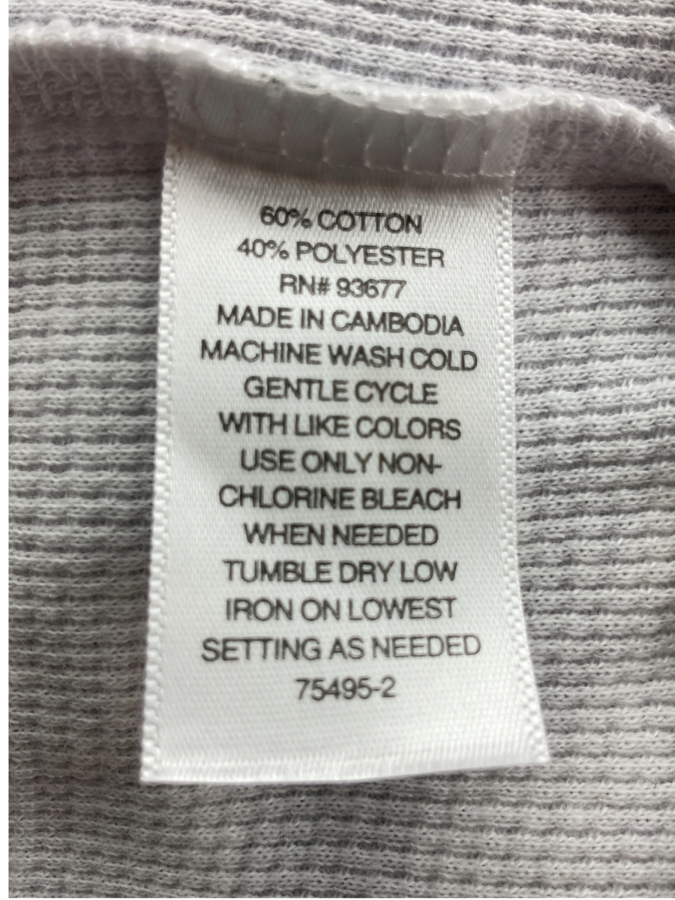 60% COTTON
40% POLYESTER
RN# 93677
MADE IN CAMBODIA
MACHINE WASH COLD
GENTLE CYCLE
WITH LIKE COLORS
USE ONLY NON-
CHLORINE BLEACH
WHEN NEEDED
TUMBLE DRY LOW
IRON ON LOWEST
SETTING AS NEEDED
75495-2